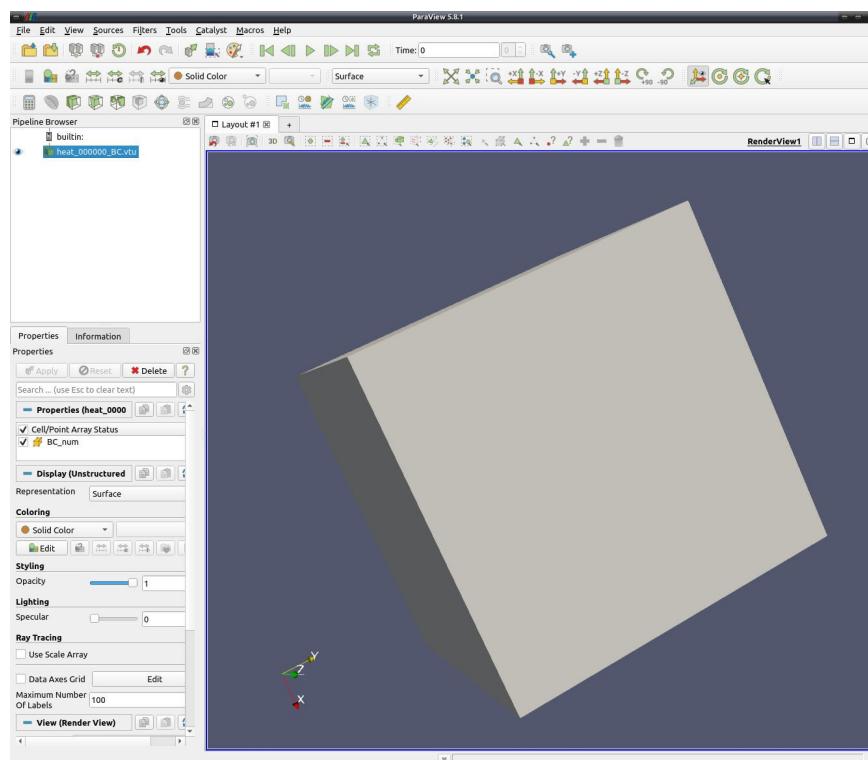 ParaView 5.8.1
File Edit View Sources Filters Tools Catalyst Macros Help
Time: 0 0
Solid Color Surface +X -X +Y -Y +Z -Z +90 -90
Pipeline Browser
builtin:
heat_000000_BC.vtu
Layout #1 +
3D RenderView1
Properties Information
Properties
Apply Reset Delete ?
Search ... (use Esc to clear text)
Properties (heat_0000
Cell/Point Array Status
BC_num
Display (Unstructured
Representation Surface
Coloring
Solid Color
Edit
Styling
Opacity 1
Lighting
Specular 0
Ray Tracing
Use Scale Array
Data Axes Grid Edit
Maximum Number
Of Labels 100
View (Render View)
Y
Z
X